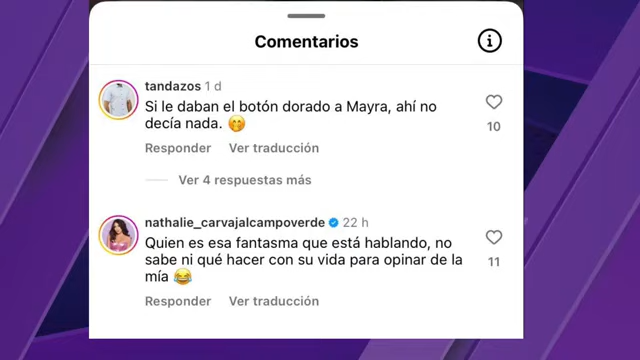 Comentarios
tandazos 1 d
Si le daban el botón dorado a Mayra, ahí no
decía nada. 🤭
10
Responder Ver traducción
Ver 4 respuestas más
nathalie_carvajalcampoverde 22 h
Quien es esa fantasma que está hablando, no
sabe ni qué hacer con su vida para opinar de la
mía 😂
11
Responder Ver traducción